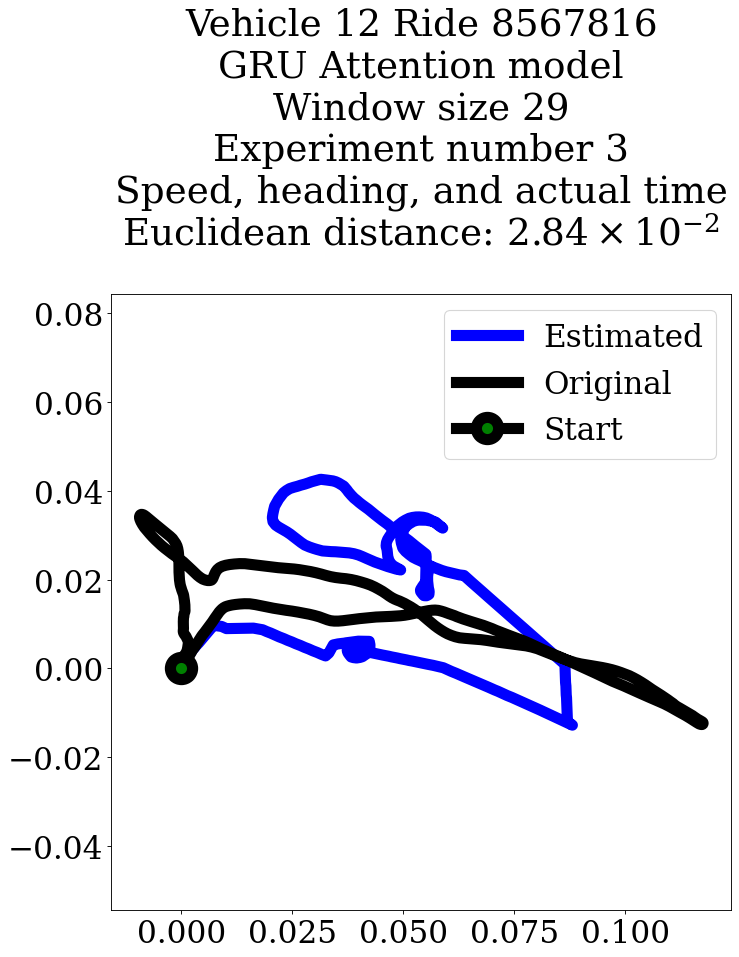 Vehicle 12 Ride 8567816
GRU Attention model
Window size 29
Experiment number 3
Speed, heading, and actual time
Euclidean distance: 2.84 × 10⁻²
Estimated
Original
Start
0.08
0.06
0.04
0.02
0.00
−0.02
−0.04
0.000 0.025 0.050 0.075 0.100